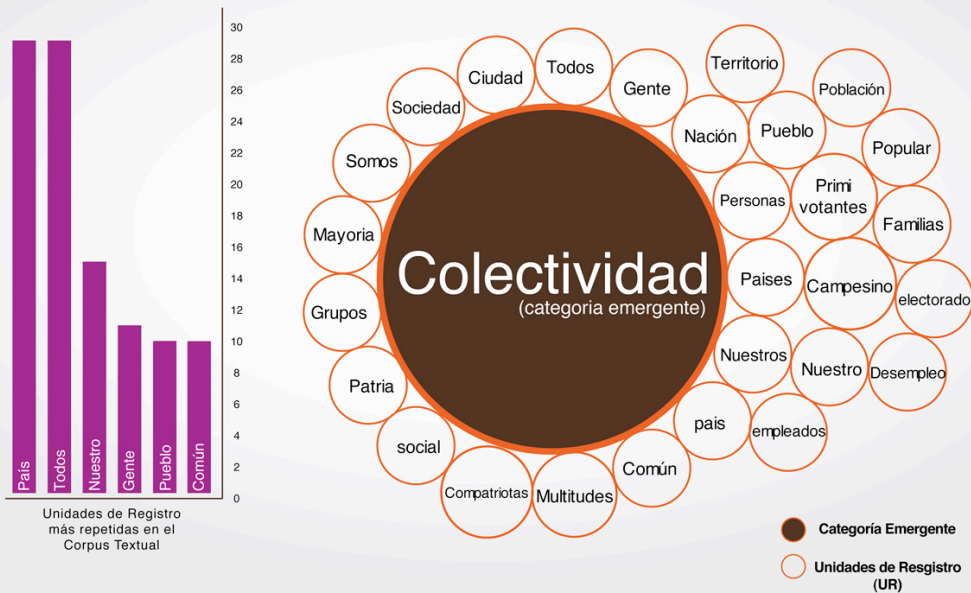 30
28
26
24
22
20
18
16
14
12
10
8
6
4
2
0
País
Todos
Nuestro
Gente
Pueblo
Común
Unidades de Registro
más repetidas en el
Corpus Textual
Colectividad
(categoria emergente)
Ciudad
Todos
Gente
Territorio
Sociedad
Nación
Pueblo
Población
Somos
Personas
Primi
votantes
Popular
Mayoria
Familias
Grupos
Paises
Campesino
electorado
Patria
Nuestros
Nuestro
Desempleo
social
pais
empleados
Compatriotas
Multitudes
Común
Categoría Emergente
Unidades de Resgistro
(UR)